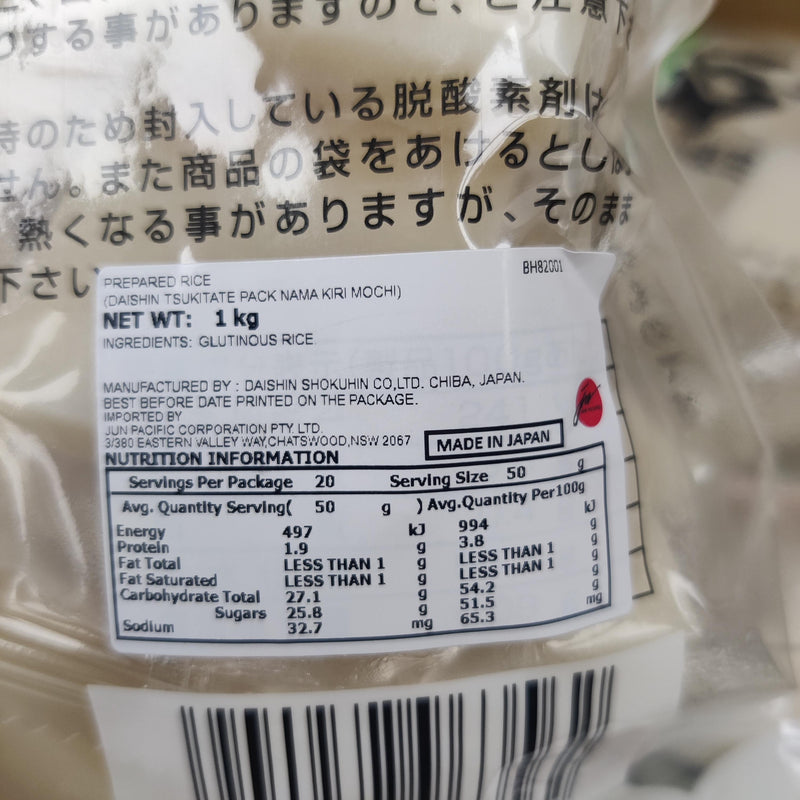 する事がありますので、ご注意下
持のため封入している脱酸素剤は
せん。また商品の袋をあけるとしば
熱くなる事がありますが、そのまま
下さい
PREPARED RICE BH82001
(DAISHIN TSUKITATE PACK NAMA KIRI MOCHI)
NET WT: 1 kg
INGREDIENTS: GLUTINOUS RICE
MANUFACTURED BY : DAISHIN SHOKUHIN CO,LTD. CHIBA, JAPAN.
BEST BEFORE DATE PRINTED ON THE PACKAGE.
IMPORTED BY
JUN PACIFIC CORPORATION PTY. LTD.
3/380 EASTERN VALLEY WAY,CHATSWOOD,NSW 2067
MADE IN JAPAN
NUTRITION INFORMATION
Servings Per Package 20 Serving Size 50 g
Avg. Quantity Serving( 50 g ) Avg.Quantity Per100g
Energy 497 kJ 994 kJ
Protein 1.9 g 3.8 g
Fat Total LESS THAN 1 g LESS THAN 1 g
Fat Saturated LESS THAN 1 g LESS THAN 1 g
Carbohydrate Total 27.1 g 54.2 g
Sugars 25.8 g 51.5 g
Sodium 32.7 mg 65.3 mg